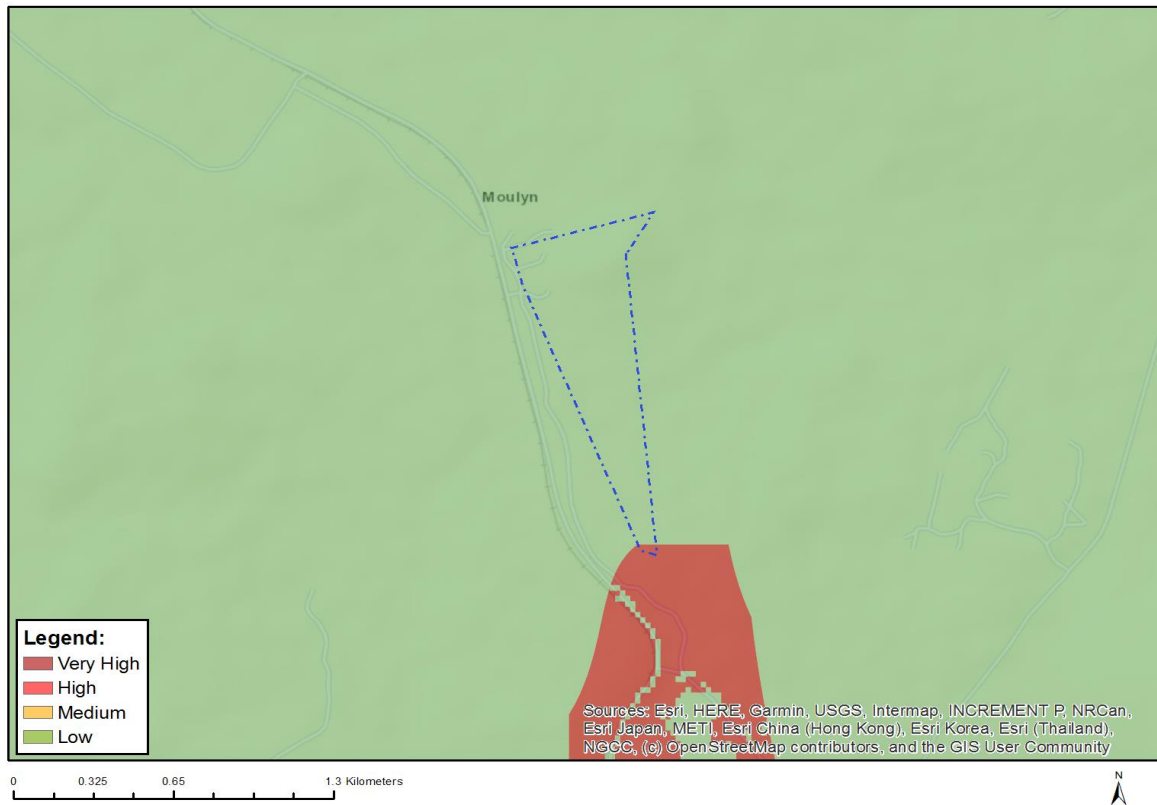 Moulyn
Legend:
Very High
High
Medium
Low
Sources: Esri, HERE, Garmin, USGS, Intermap, INCREMENT P, NRCan,
Esri Japan, METI, Esri China (Hong Kong), Esri Korea, Esri (Thailand),
NGCC, (c) OpenStreetMap contributors, and the GIS User Community
0 0.325 0.65 1.3 Kilometers
N